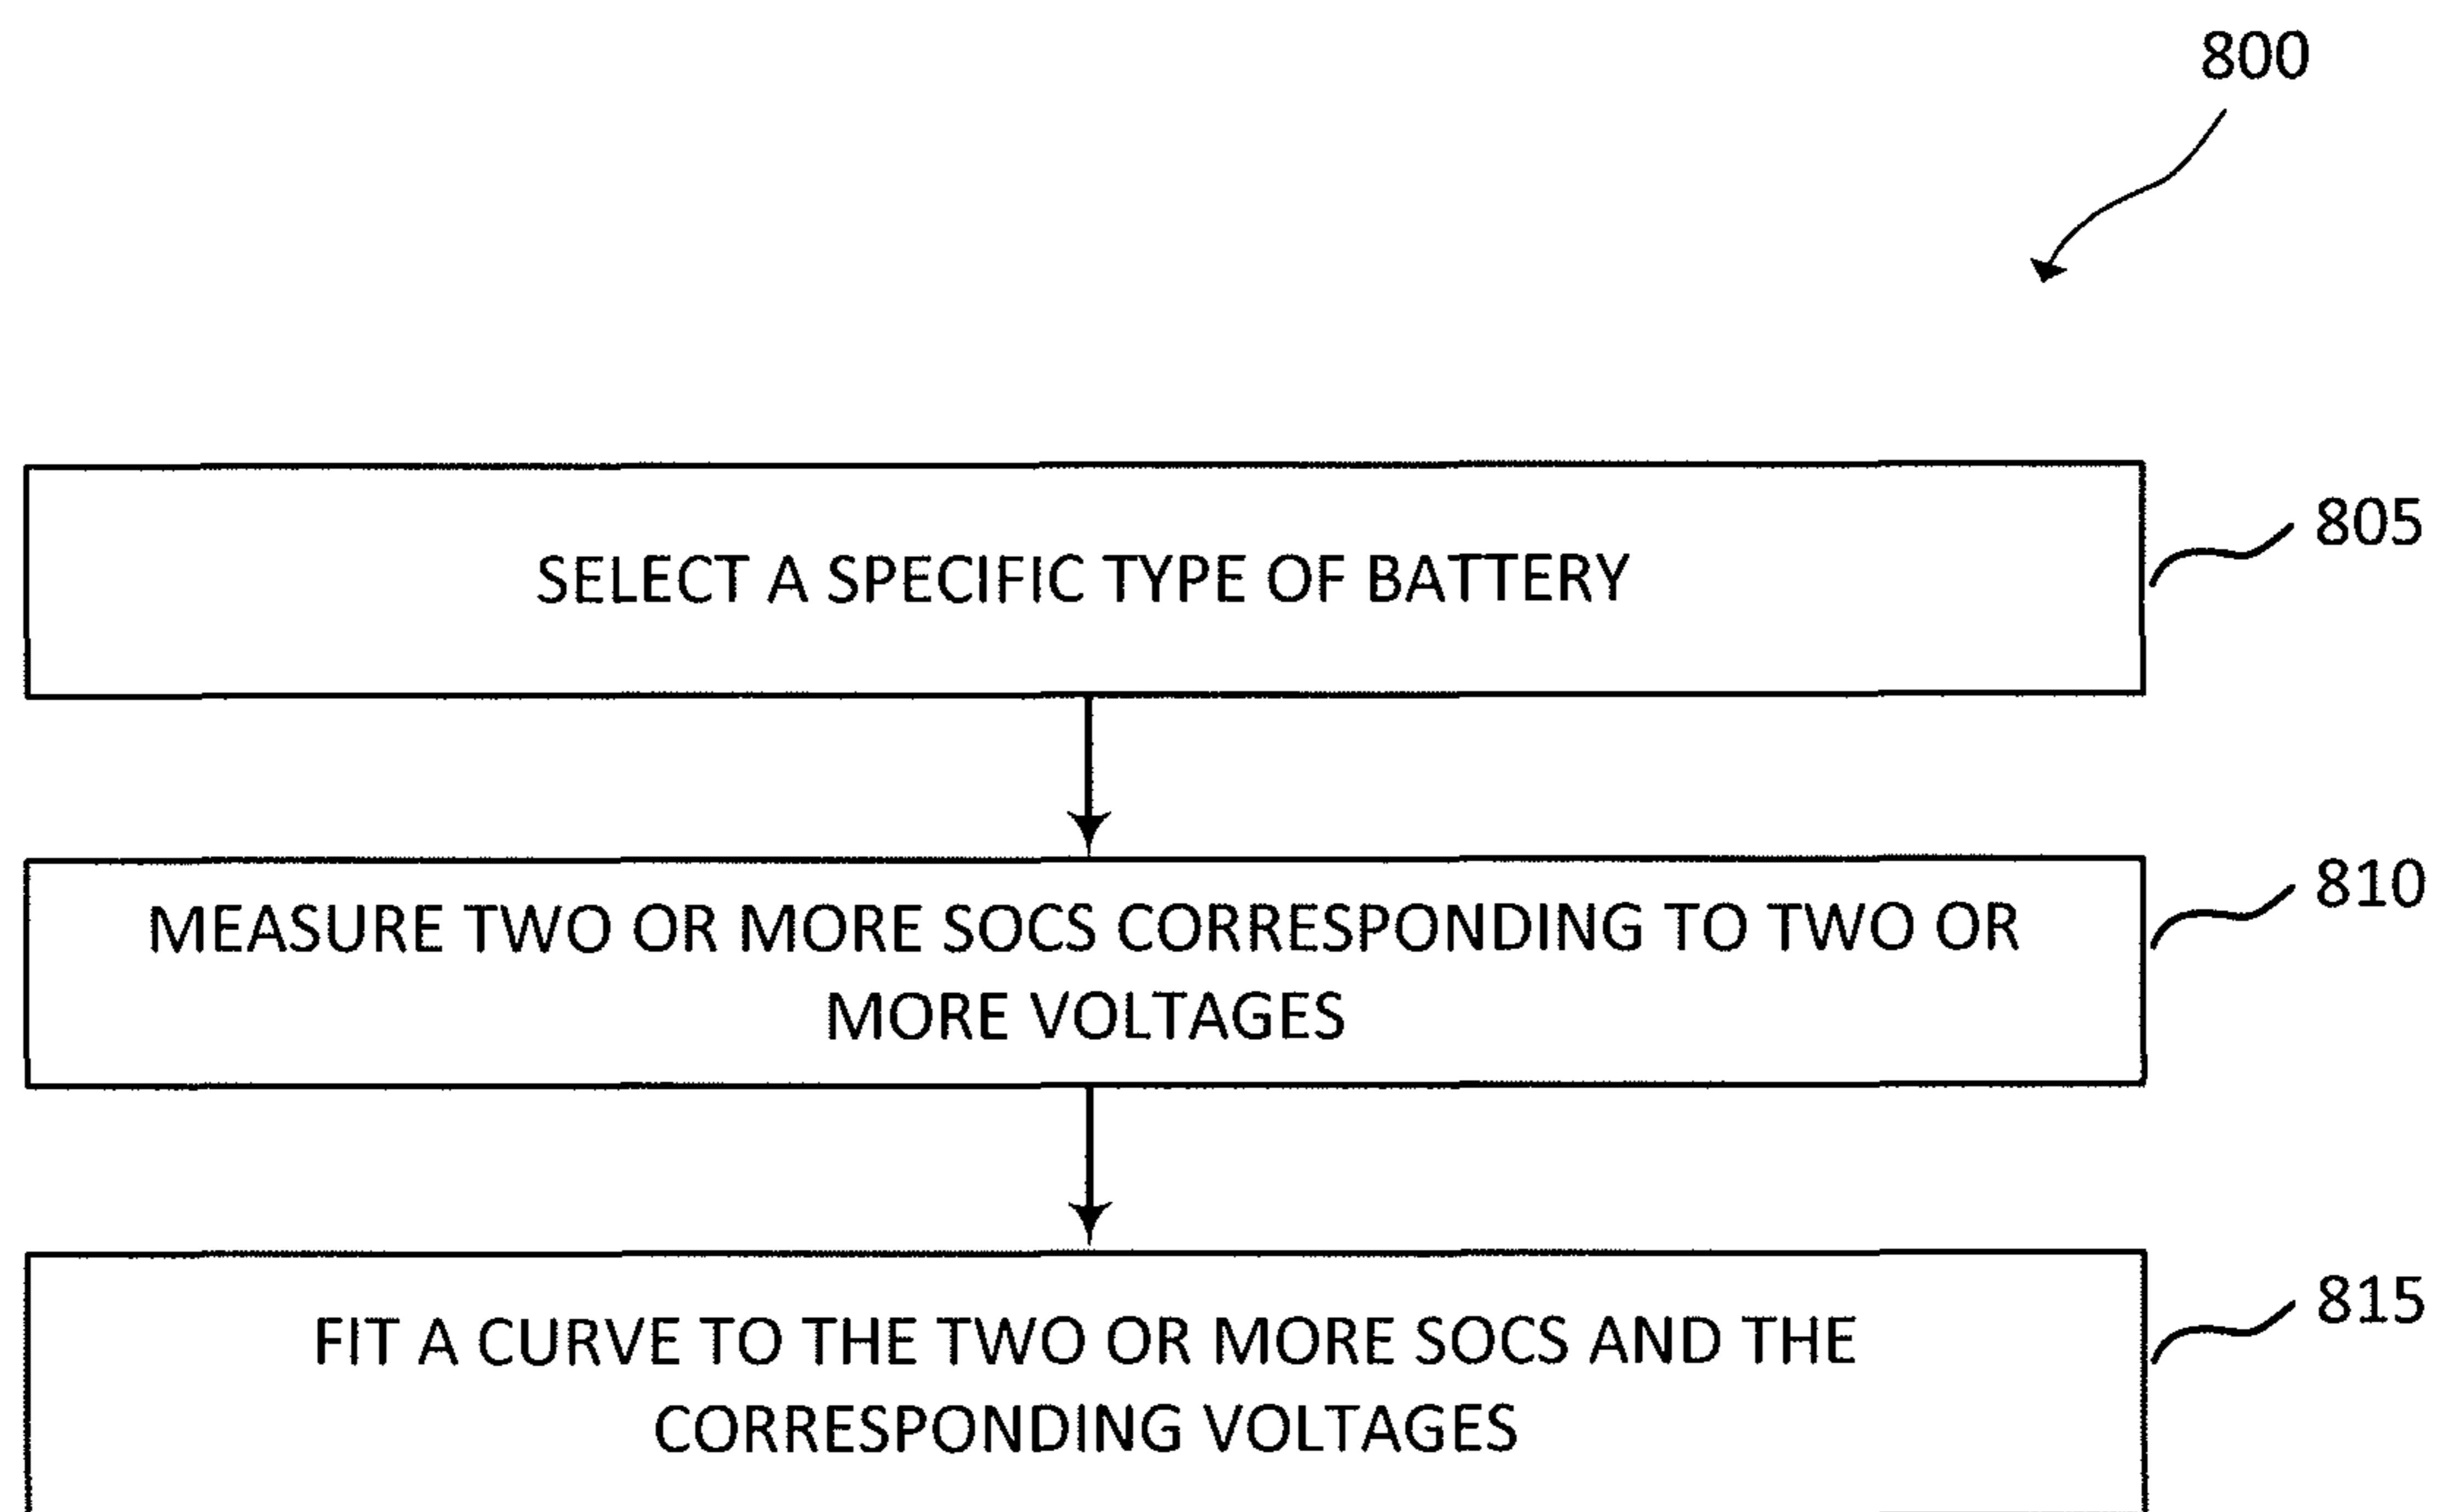 800
SELECT A SPECIFIC TYPE OF BATTERY
805
MEASURE TWO OR MORE SOCS CORRESPONDING TO TWO OR
MORE VOLTAGES
810
FIT A CURVE TO THE TWO OR MORE SOCS AND THE
CORRESPONDING VOLTAGES
815